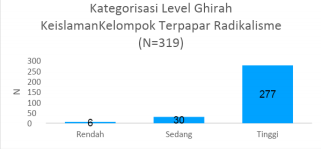 Kategorisasi Level Ghirah
KeislamanKelompok Terpapar Radikalisme
(N=319)
300
250
200
150
100
50
0
N
6
30
277
Rendah
Sedang
Tinggi